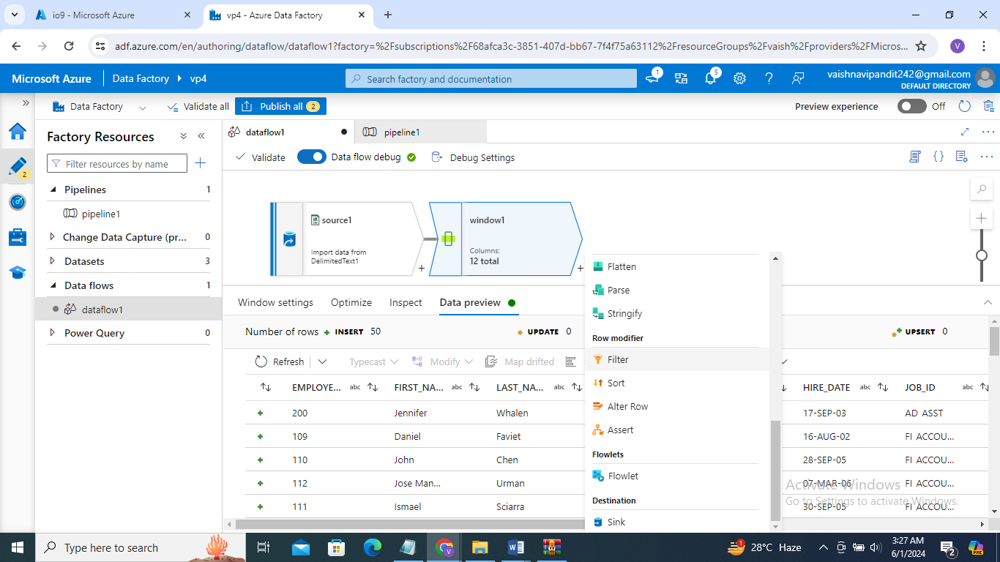 io9 - Microsoft Azure
vp4 - Azure Data Factory
adf.azure.com/en/authoring/dataflow/dataflow1?factory=%2Fsubscriptions%2F68afca3c-3851-407d-bb67-7f4f75a63112%2FresourceGroups%2Fvaish%2Fproviders%2FMicros...
V
Microsoft Azure
Data Factory
vp4
Search factory and documentation
1
5
vaishnavipandit242@gmail.com
DEFAULT DIRECTORY
Data Factory
Validate all
Publish all
2
Preview experience
Off
2
Factory Resources
Filter resources by name
Pipelines 1
pipeline1
Change Data Capture (pr... 0
Datasets 3
Data flows 1
dataflow1
Power Query 0
dataflow1
pipeline1
Validate
Data flow debug
Debug Settings
source1
Import data from
DelimitedText1
+
window1
Columns:
12 total
+
Window settings
Optimize
Inspect
Data preview
Number of rows
+ INSERT 50
UPDATE 0
UPSERT 0
Refresh
Typecast
Modify
Map drifted
EMPLOYE... abc
FIRST_NA... abc
LAST_NA... abc
HIRE_DATE abc
JOB_ID abc
200 Jennifer Whalen 17-SEP-03 AD_ASST
109 Daniel Faviet 16-AUG-02 FI_ACCOU...
110 John Chen 28-SEP-05 FI_ACCOU...
112 Jose Man... Urman 07-MAR-06 FI_ACCOU...
111 Ismael Sciarra 30-SEP-05 FI_ACCOU...
Flatten
Parse
Stringify
Row modifier
Filter
Sort
Alter Row
Assert
Flowlets
Flowlet
Destination
Sink
Activate Windows
Go to Settings to activate Windows.
Type here to search
V
1
28°C Haze
3:27 AM
6/1/2024
2
PRE